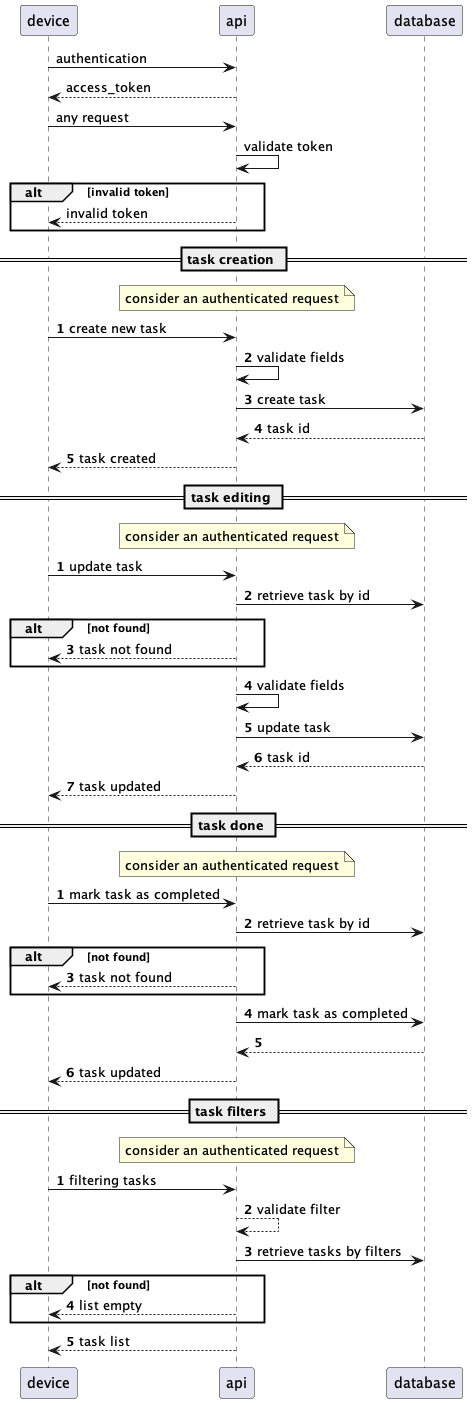 device api database
authentication
access_token
any request
validate token
alt [invalid token]
invalid token
task creation
consider an authenticated request
1 create new task
2 validate fields
3 create task
4 task id
5 task created
task editing
consider an authenticated request
1 update task
2 retrieve task by id
alt [not found]
3 task not found
4 validate fields
5 update task
6 task id
7 task updated
task done
consider an authenticated request
1 mark task as completed
2 retrieve task by id
alt [not found]
3 task not found
4 mark task as completed
5
6 task updated
task filters
consider an authenticated request
1 filtering tasks
2 validate filter
3 retrieve tasks by filters
alt [not found]
4 list empty
5 task list
device api database